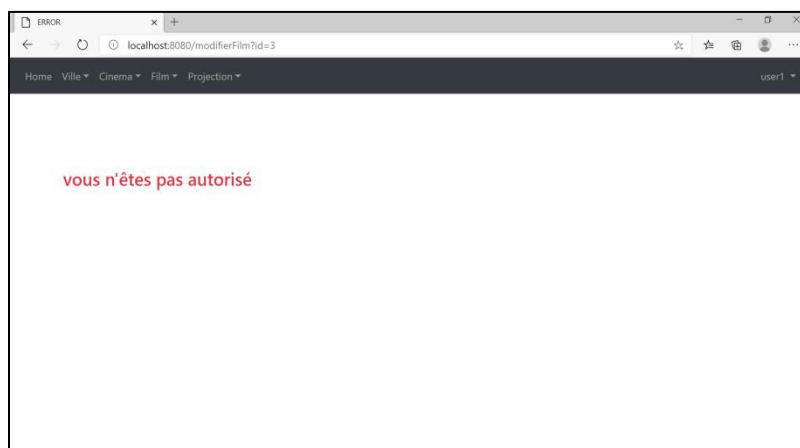 ERROR
localhost:8080/modifierFilm?id=3
Home Ville Cinema Film Projection user1
vous n'êtes pas autorisé